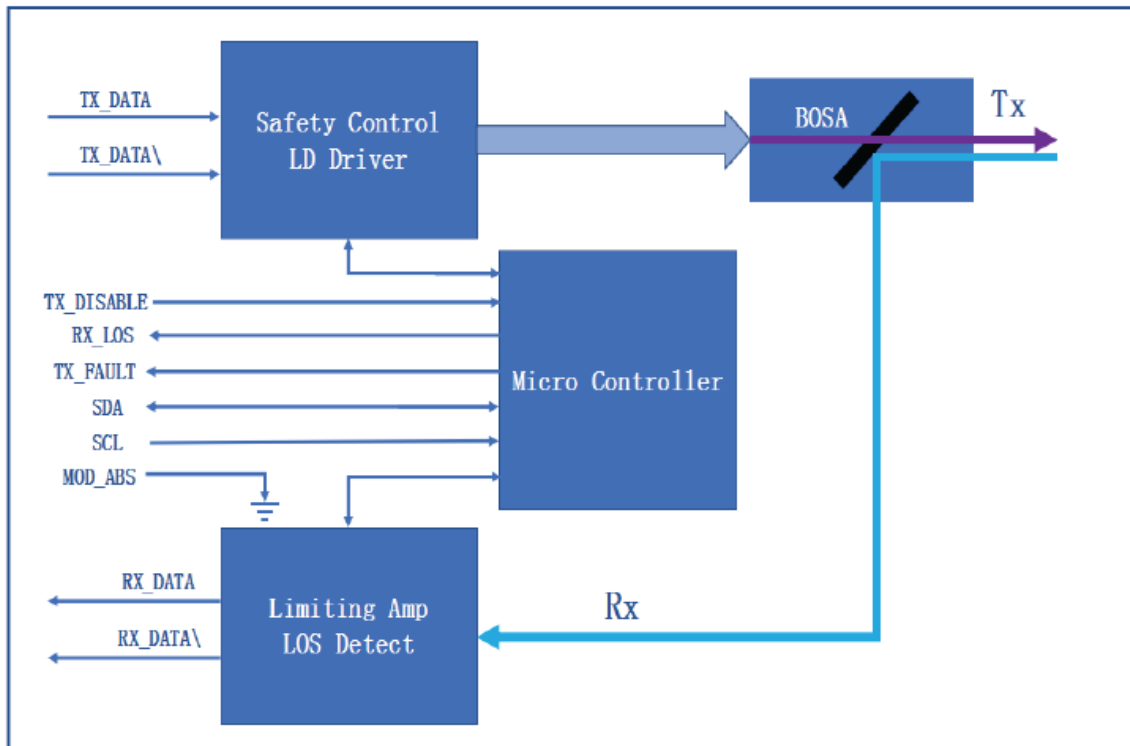 TX_DATA
TX_DATA\
Safety Control
LD Driver
BOSA
Tx
TX_DISABLE
RX_LOS
TX_FAULT
SDA
SCL
MOD_ABS
Micro Controller
RX_DATA
RX_DATA\
Limiting Amp
LOS Detect
Rx